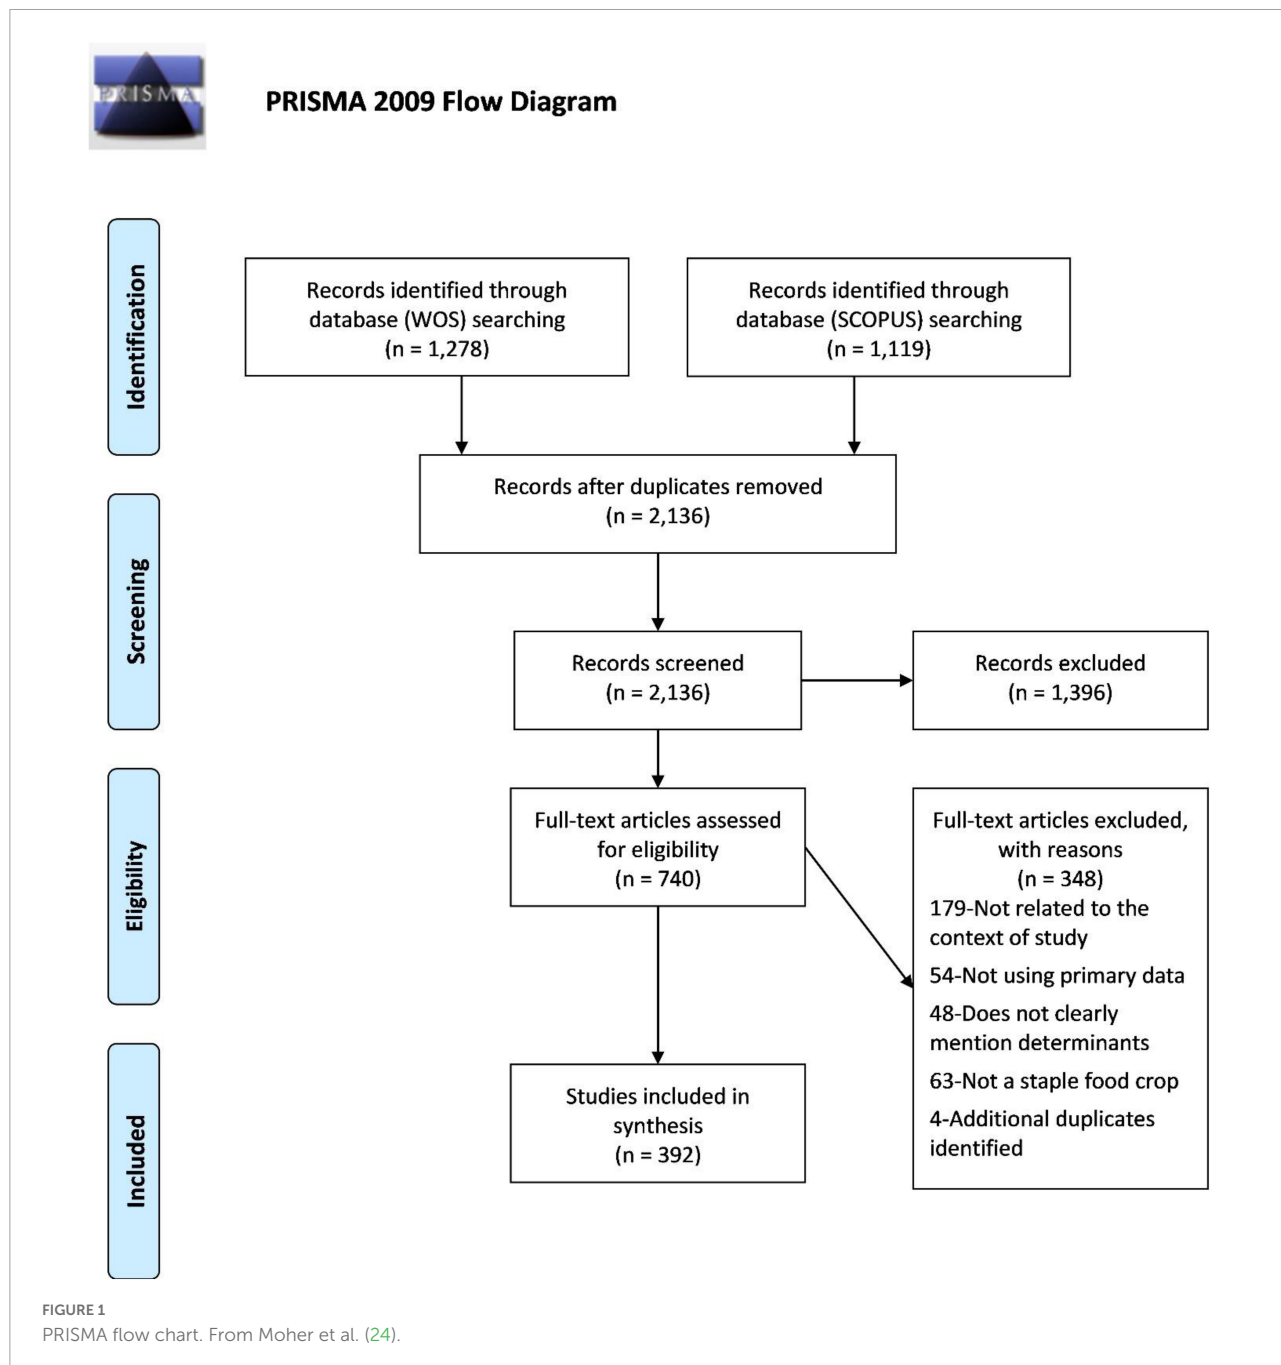 PRISMA
PRISMA 2009 Flow Diagram
Identification
Records identified through
database (WOS) searching
(n = 1,278)
Records identified through
database (SCOPUS) searching
(n = 1,119)
Records after duplicates removed
(n = 2,136)
Screening
Records screened
(n = 2,136)
Records excluded
(n = 1,396)
Eligibility
Full-text articles assessed
for eligibility
(n = 740)
Full-text articles excluded,
with reasons
(n = 348)
179-Not related to the
context of study
54-Not using primary data
48-Does not clearly
mention determinants
63-Not a staple food crop
4-Additional duplicates
identified
Included
Studies included in
synthesis
(n = 392)
FIGURE 1
PRISMA flow chart. From Moher et al. (24).